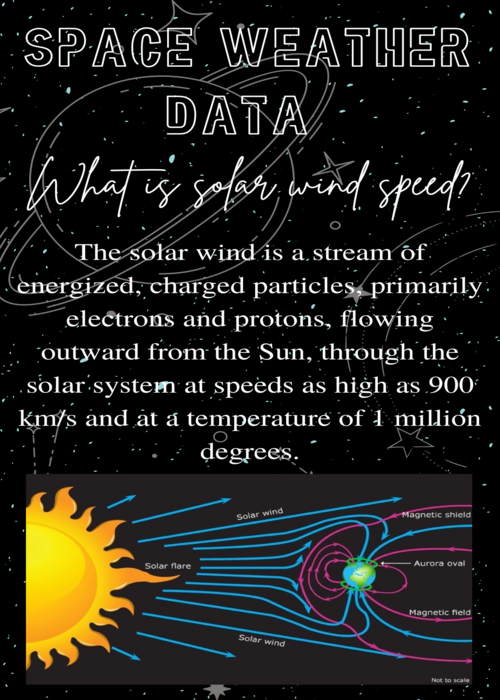 SPACE WEATHER
DATA
What is solar wind speed?
The solar wind is a stream of
energized, charged particles, primarily
electrons and protons, flowing
outward from the Sun, through the
solar system at speeds as high as 900
km/s and at a temperature of 1 million
degrees.
Solar wind
Magnetic shield
Solar flare
Aurora oval
Magnetic field
Solar wind
Not to scale